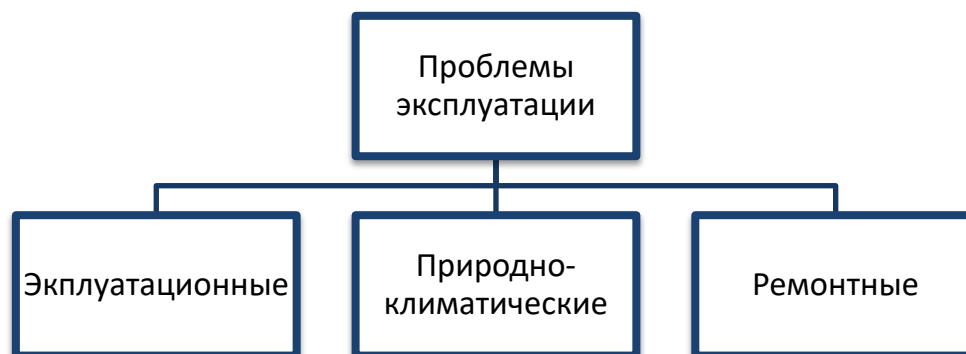 Проблемы
эксплуатации
Экплуатационные
Природно-
климатические
Ремонтные